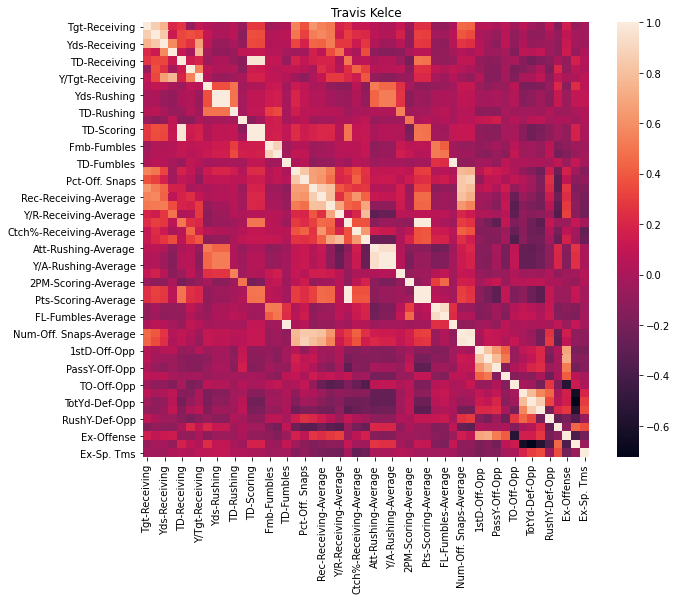 Travis Kelce
Tgt-Receiving
Yds-Receiving
TD-Receiving
Y/Tgt-Receiving
Yds-Rushing
TD-Rushing
TD-Scoring
Fmb-Fumbles
TD-Fumbles
Pct-Off. Snaps
Rec-Receiving-Average
Y/R-Receiving-Average
Ctch%-Receiving-Average
Att-Rushing-Average
Y/A-Rushing-Average
2PM-Scoring-Average
Pts-Scoring-Average
FL-Fumbles-Average
Num-Off. Snaps-Average
1stD-Off-Opp
PassY-Off-Opp
TO-Off-Opp
TotYd-Def-Opp
RushY-Def-Opp
Ex-Offense
Ex-Sp. Tms
Tgt-Receiving
Yds-Receiving
TD-Receiving
Y/Tgt-Receiving
Yds-Rushing
TD-Rushing
TD-Scoring
Fmb-Fumbles
TD-Fumbles
Pct-Off. Snaps
Rec-Receiving-Average
Y/R-Receiving-Average
Ctch%-Receiving-Average
Att-Rushing-Average
Y/A-Rushing-Average
2PM-Scoring-Average
Pts-Scoring-Average
FL-Fumbles-Average
Num-Off. Snaps-Average
1stD-Off-Opp
PassY-Off-Opp
TO-Off-Opp
TotYd-Def-Opp
RushY-Def-Opp
Ex-Offense
Ex-Sp. Tms
1.0
0.8
0.6
0.4
0.2
0.0
−0.2
−0.4
−0.6